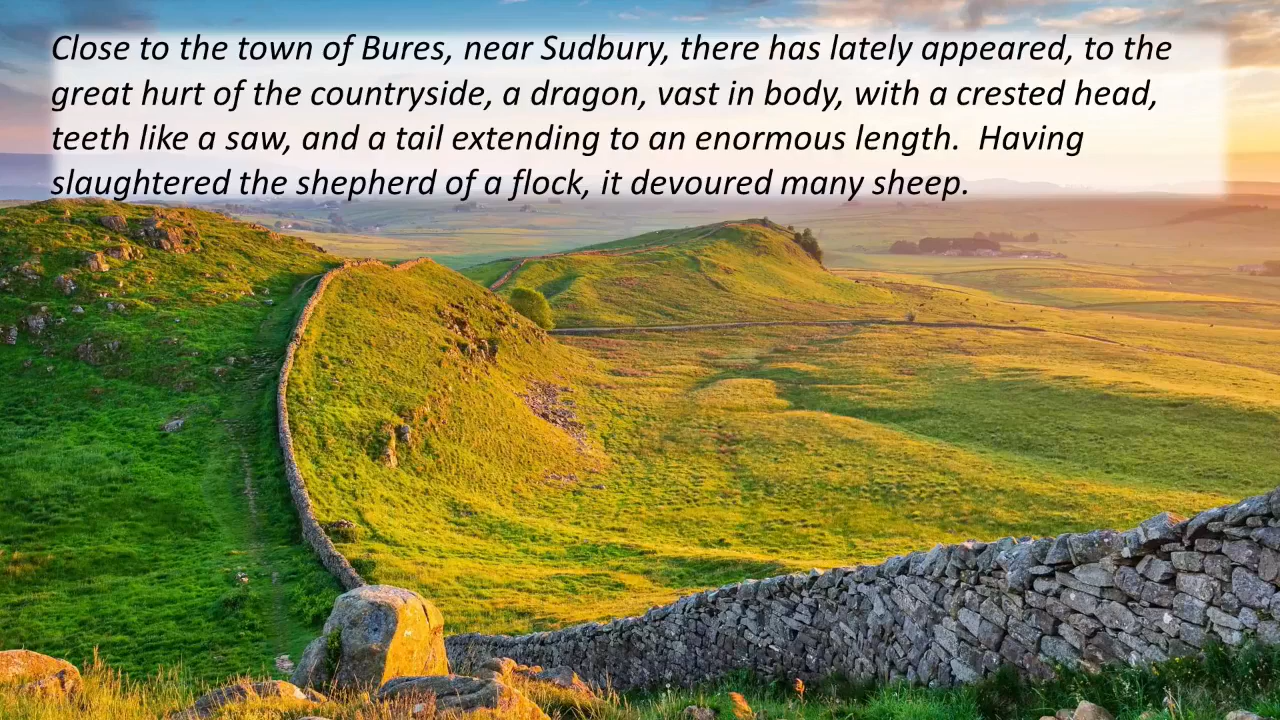 Close to the town of Bures, near Sudbury, there has lately appeared, to the
great hurt of the countryside, a dragon, vast in body, with a crested head,
teeth like a saw, and a tail extending to an enormous length.  Having
slaughtered the shepherd of a flock, it devoured many sheep.